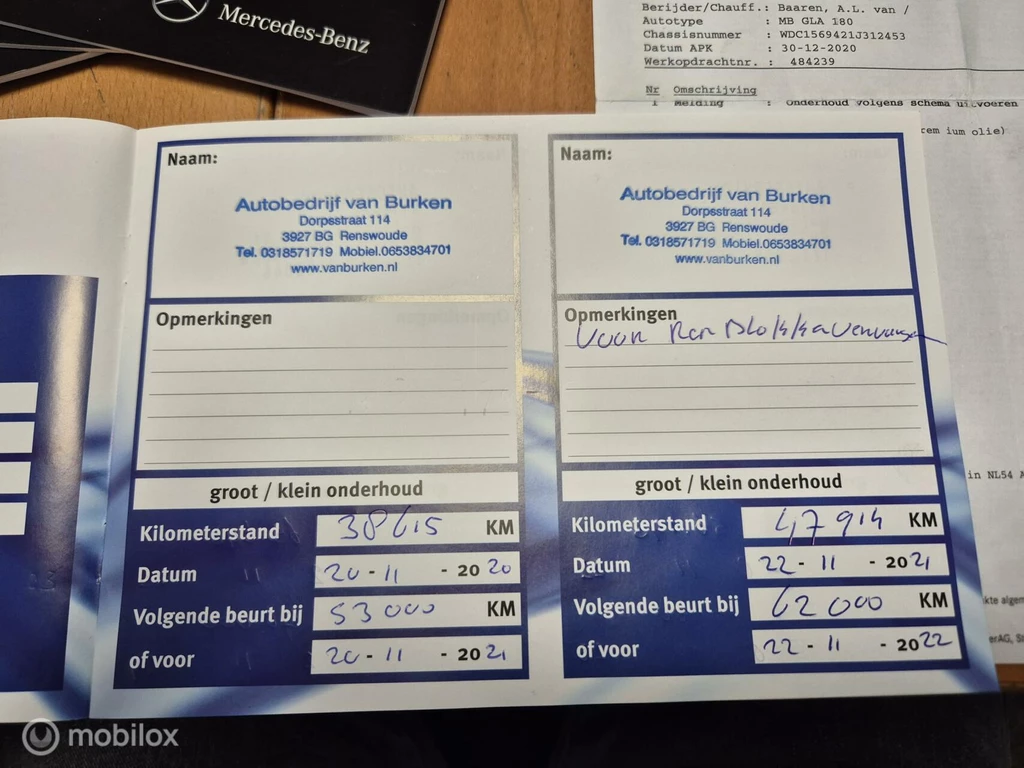 Mercedes-Benz
Berijder/Chauff.: Baaren, A.L. van /
Autotype : MB GLA 180
Chassisnummer : WDC1569421J312453
Datum APK : 30-12-2020
Werkopdrachtnr. : 484239
Nr Omschrijving
1 Melding : Onderhoud volgens schema uitvoeren
ium olie)
in NL54 A
Naam:
Autobedrijf van Burken
Dorpsstraat 114
3927 BG Renswoude
Tel. 0318571719 Mobiel.0653834701
www.vanburken.nl
Opmerkingen
groot / klein onderhoud
Kilometerstand 38615 KM
Datum 20-11 - 2020
Volgende beurt bij 53000 KM
of voor 20-11 - 2021
Naam:
Autobedrijf van Burken
Dorpsstraat 114
3927 BG Renswoude
Tel. 0318571719 Mobiel.0653834701
www.vanburken.nl
Opmerkingen
Voor
groot / klein onderhoud
Kilometerstand 47914 KM
Datum 22-11 - 2021
Volgende beurt bij 62000 KM
of voor 22-11 - 2022
mobilox